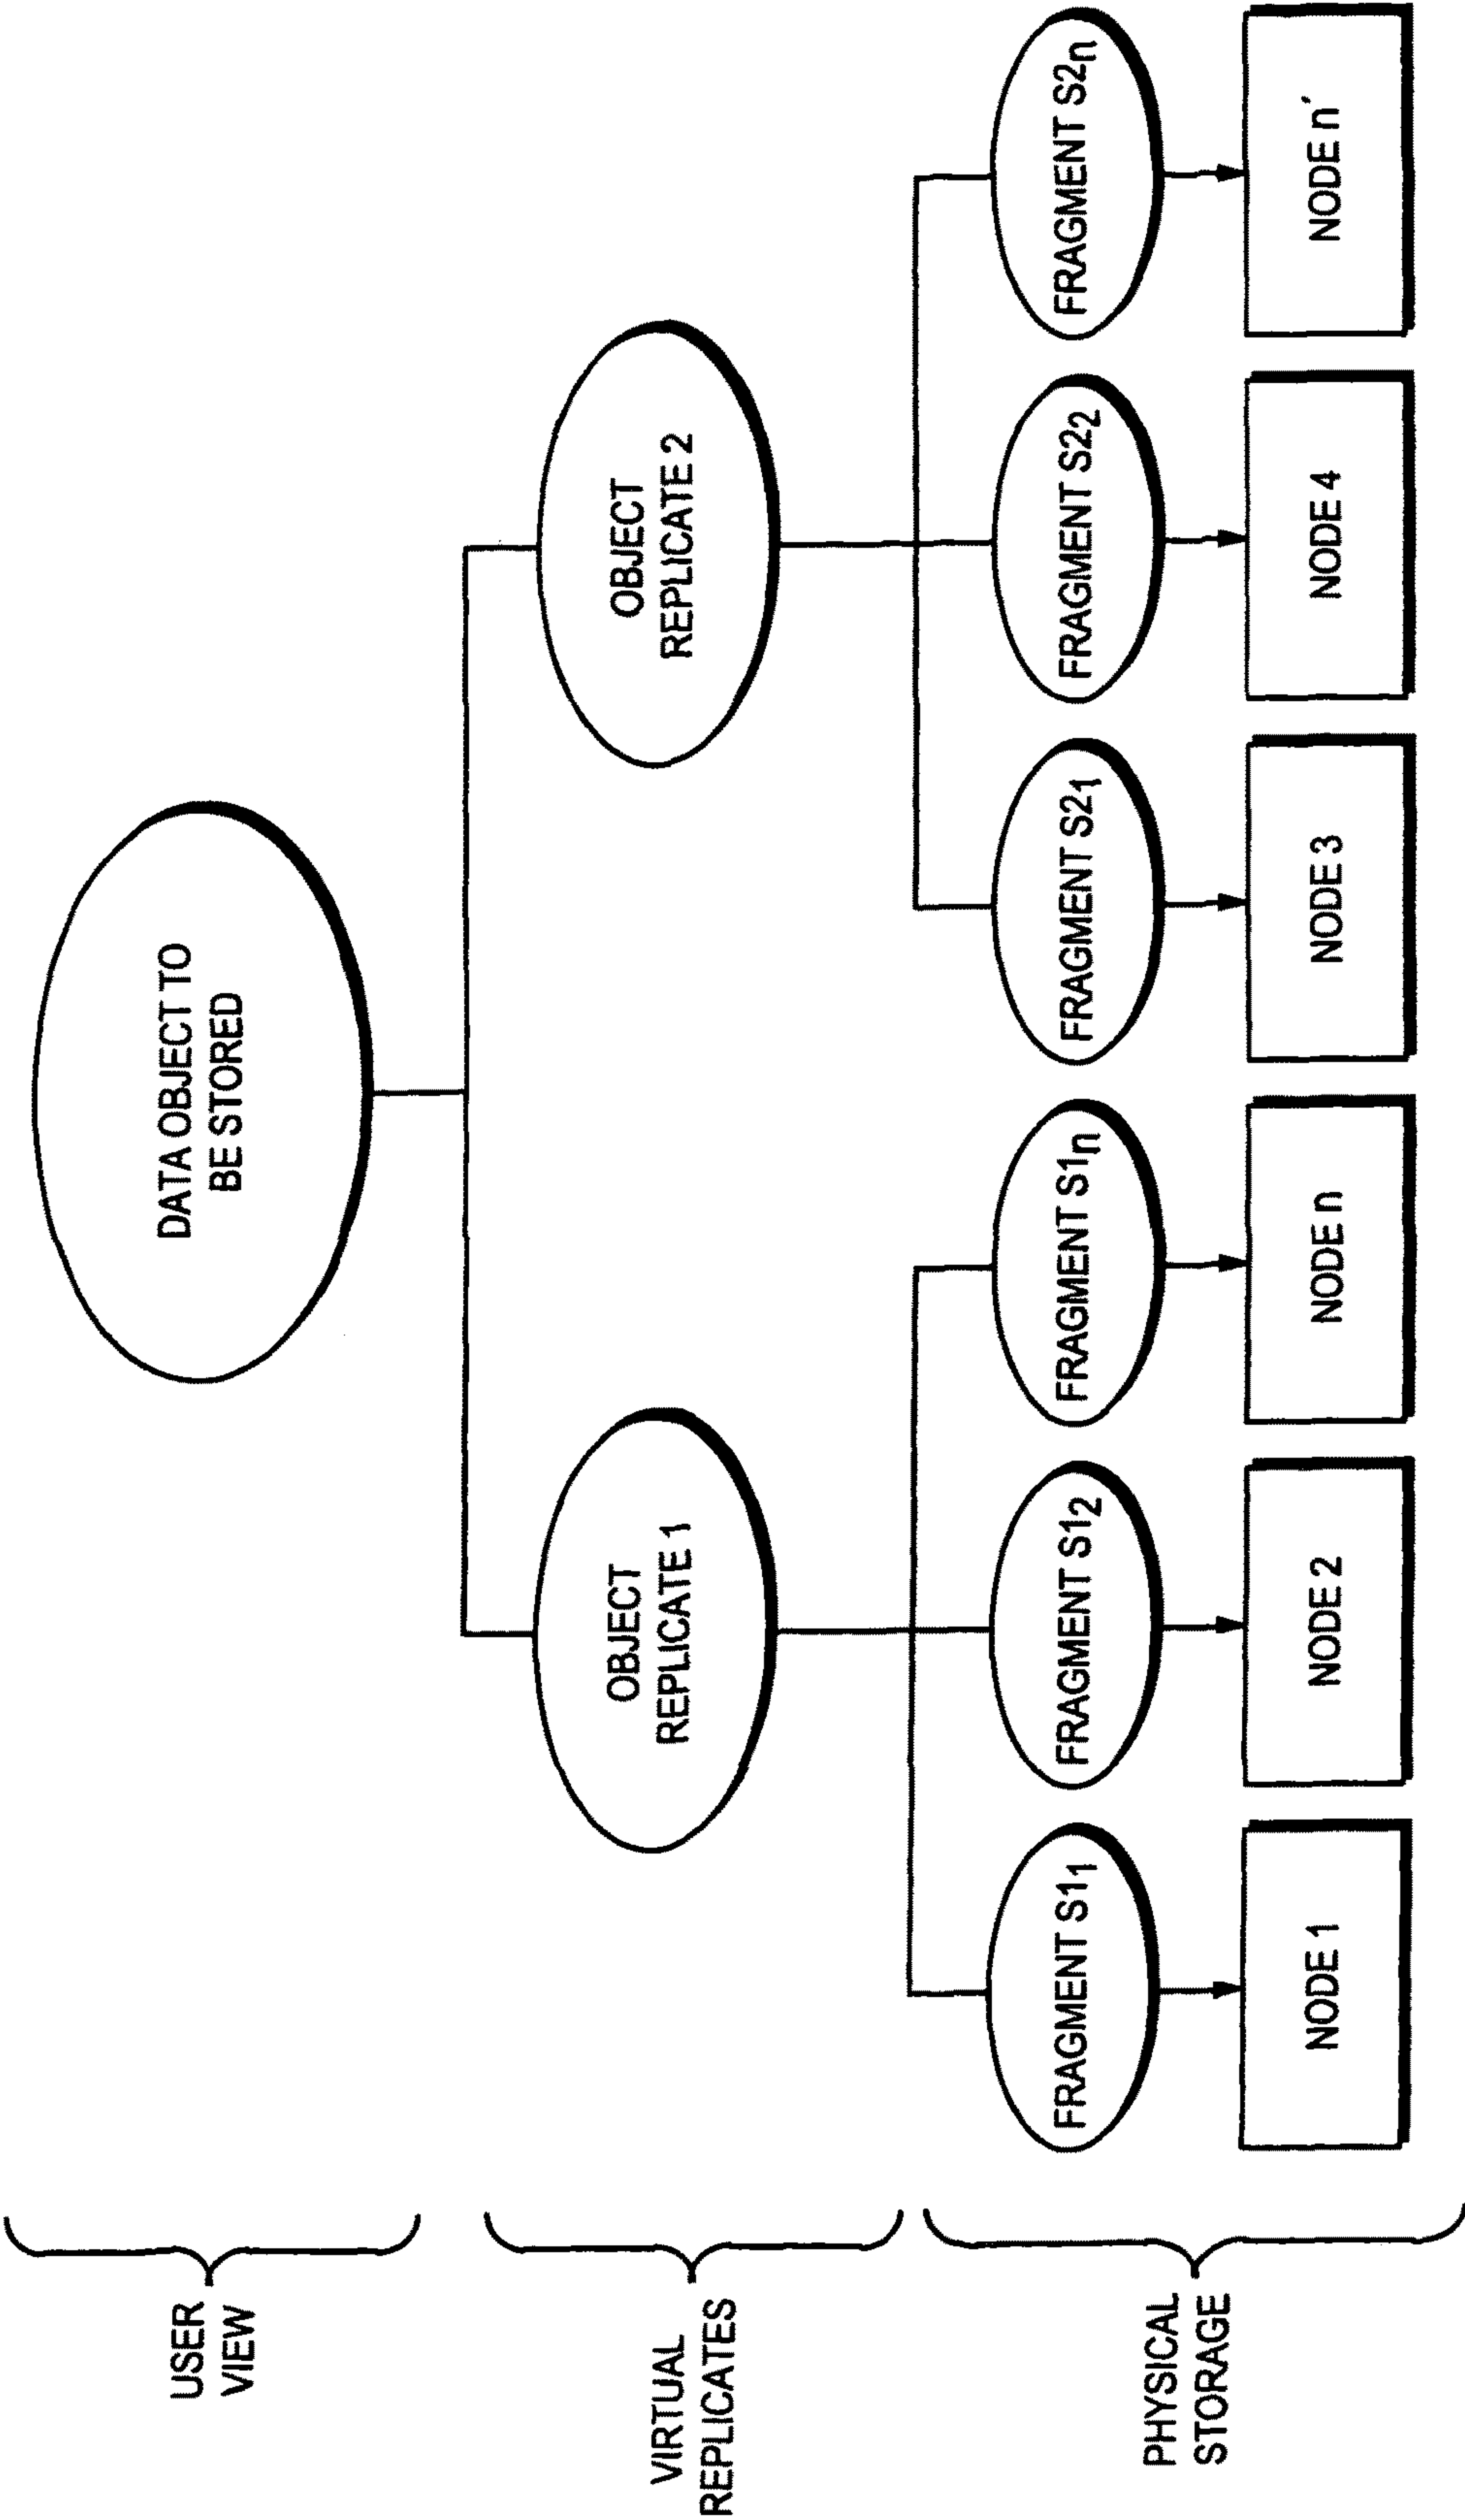 USER
VIEW
DATA OBJECT TO
BE STORED
VIRTUAL
REPLICATES
OBJECT
REPLICATE 1
OBJECT
REPLICATE 2
PHYSICAL
STORAGE
FRAGMENT S1₁
FRAGMENT S1₂
FRAGMENT S1ₙ
FRAGMENT S2₁
FRAGMENT S2₂
FRAGMENT S2ₙ
NODE 1
NODE 2
NODE n
NODE 3
NODE 4
NODE n´